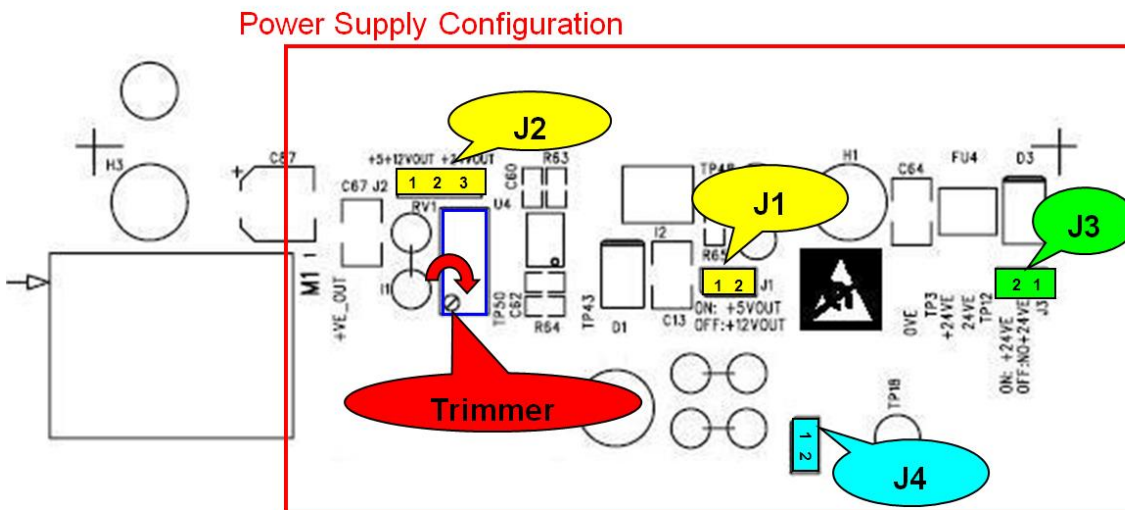 Power Supply Configuration
J2
C87
+5+12VOUT +24VOUT
R63
H3
C67 J2
1 2 3
C60
RV1
U4
TP48
H1
C64
FU4
D3
J1
J3
I2
R65
1 2
J1
2 1
J3
M1
I1
+VE_OUT
TP50
C62
R64
TP43
D1
C13
ON: +5VOUT
OFF:+12VOUT
0VE
TP3
+24VE
24VE
TP12
ON: +24VE
OFF:NO+24VE
Trimmer
TP18
1 2
J4